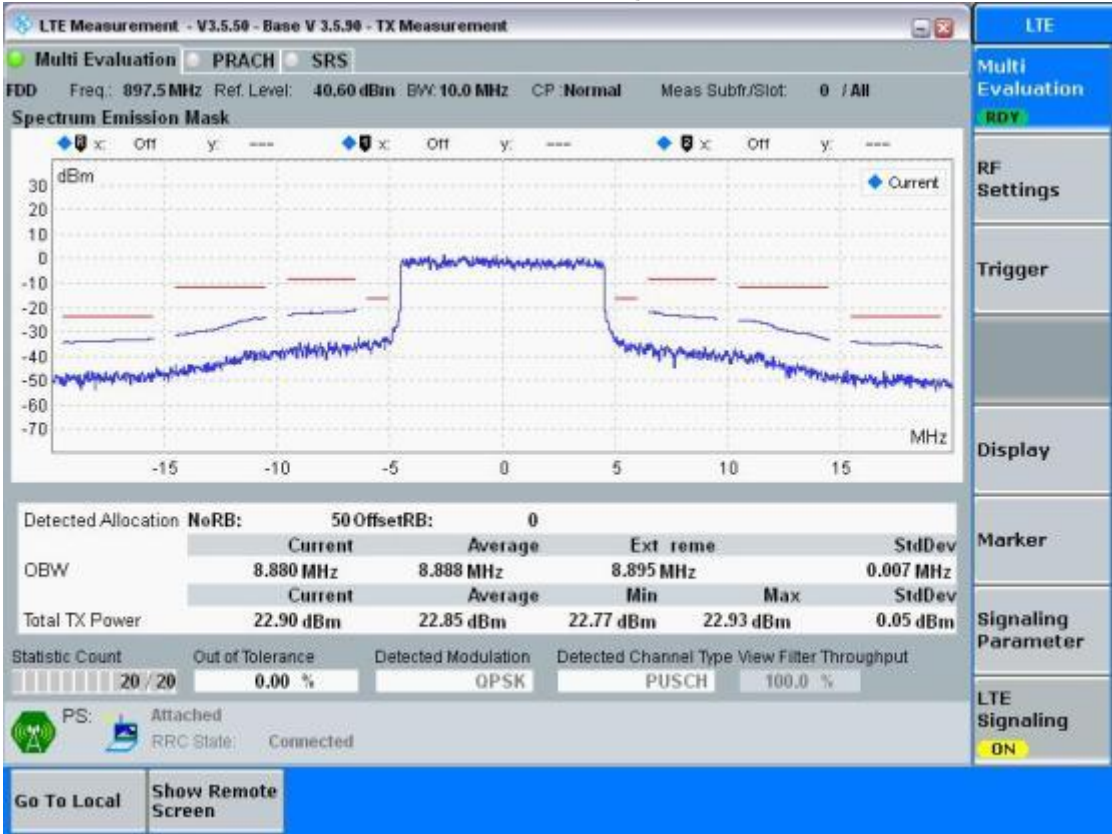 LTE Measurement - V3.5.50 - Base V 3.5.90 - TX Measurement
LTE
Multi Evaluation PRACH SRS
FDD Freq.: 897.5 MHz Ref. Level: 40.60 dBm BW: 10.0 MHz CP :Normal Meas Subfr./Slot: 0 / All
Spectrum Emission Mask
x: Off y: --- x: Off y: --- x: Off y: ---
dBm
Current
30
20
10
0
-10
-20
-30
-40
-50
-60
-70
MHz
-15 -10 -5 0 5 10 15
Detected Allocation NoRB: 50 OffsetRB: 0
Current Average Ext reme StdDev
OBW 8.880 MHz 8.888 MHz 8.895 MHz 0.007 MHz
Current Average Min Max StdDev
Total TX Power 22.90 dBm 22.85 dBm 22.77 dBm 22.93 dBm 0.05 dBm
Statistic Count Out of Tolerance Detected Modulation Detected Channel Type View Filter Throughput
20 / 20 0.00 % QPSK PUSCH 100.0 %
PS: Attached
RRC State: Connected
Multi
Evaluation
RDY
RF
Settings
Trigger
Display
Marker
Signaling
Parameter
LTE
Signaling
ON
Go To Local
Show Remote
Screen